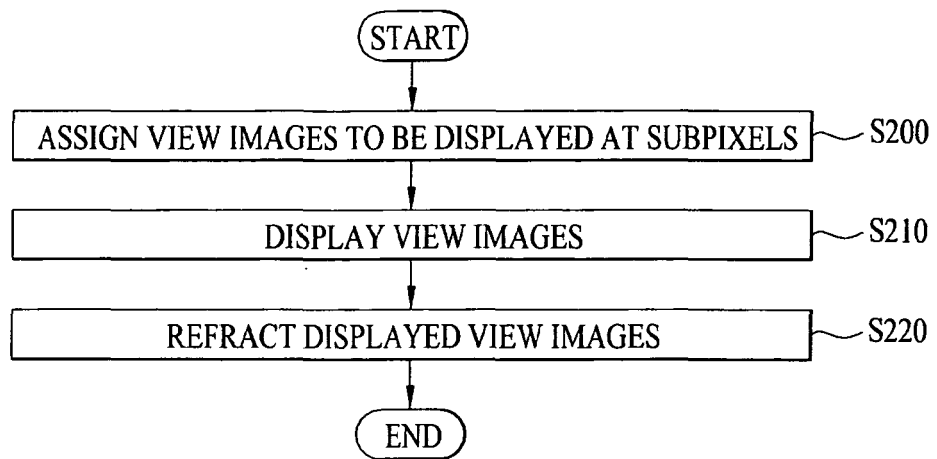 START
ASSIGN VIEW IMAGES TO BE DISPLAYED AT SUBPIXELS S200
DISPLAY VIEW IMAGES S210
REFRACT DISPLAYED VIEW IMAGES S220
END